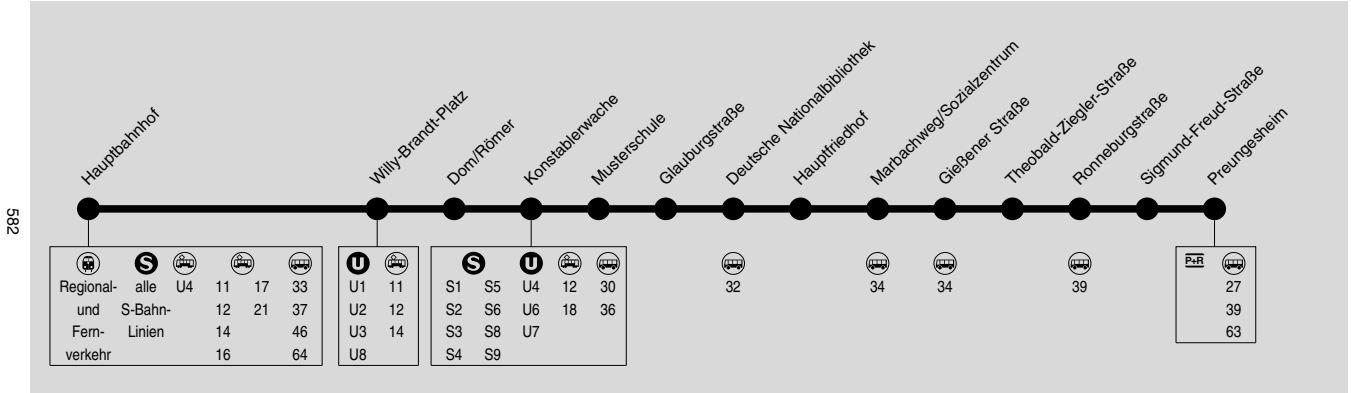 582
Hauptbahnhof
Willy-Brandt-Platz
Dom/Römer
Konstablerwache
Musterschule
Glauburgstraße
Deutsche Nationalbibliothek
Hauptfriedhof
Marbachweg/Sozialzentrum
Gießener Straße
Theobald-Ziegler-Straße
Ronneburgstraße
Sigmund-Freud-Straße
Preungesheim
S U S U P+R
Regional- alle U4 11 17 33 U1 11 S1 S5 U4 12 30 32 34 34 39 27
und S-Bahn- 12 21 37 U2 12 S2 S6 U6 18 36 39
Fern- Linien 14 46 U3 14 S3 S8 U7 63
verkehr 16 64 U8 S4 S9